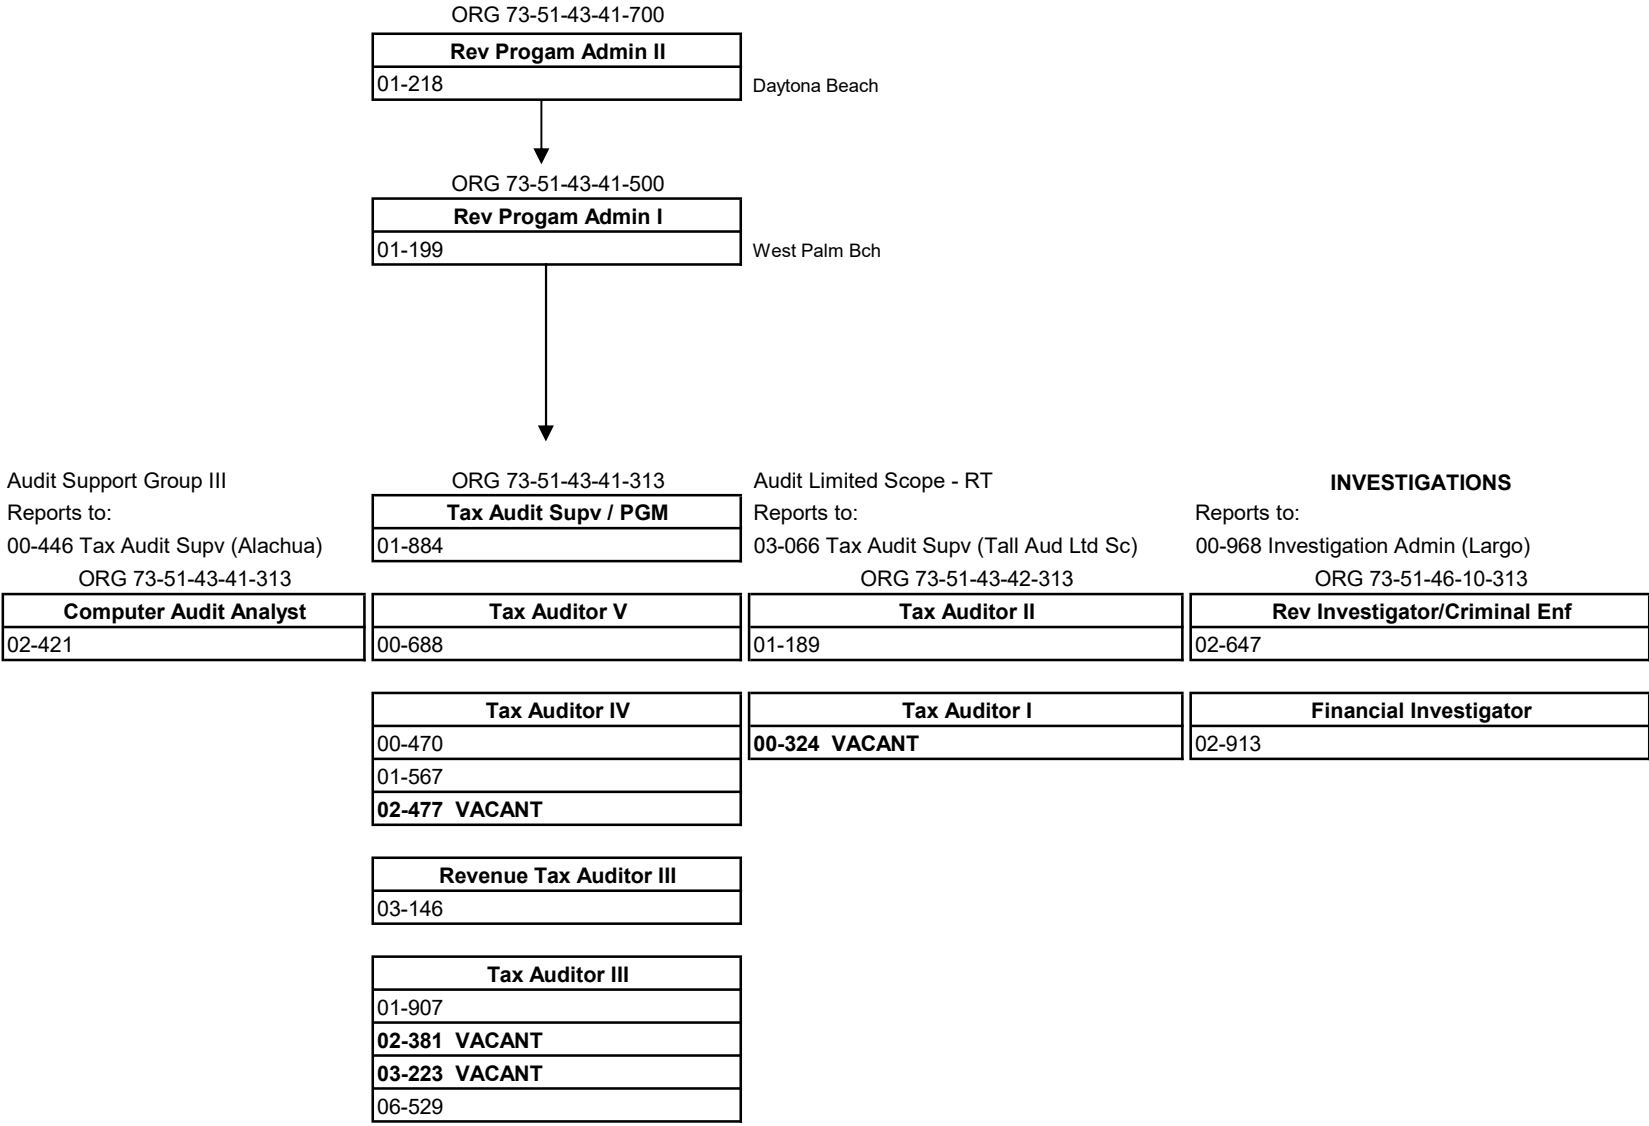 ORG 73-51-43-41-700
Rev Progam Admin II
01-218
Daytona Beach
ORG 73-51-43-41-500
Rev Progam Admin I
01-199
West Palm Bch
Audit Support Group III
Reports to:
00-446 Tax Audit Supv (Alachua)
ORG 73-51-43-41-313
Computer Audit Analyst
02-421
ORG 73-51-43-41-313
Tax Audit Supv / PGM
01-884
Tax Auditor V
00-688
Tax Auditor IV
00-470
01-567
02-477 VACANT
Revenue Tax Auditor III
03-146
Tax Auditor III
01-907
02-381 VACANT
03-223 VACANT
06-529
Audit Limited Scope - RT
Reports to:
03-066 Tax Audit Supv (Tall Aud Ltd Sc)
ORG 73-51-43-42-313
Tax Auditor II
01-189
Tax Auditor I
00-324 VACANT
INVESTIGATIONS
Reports to:
00-968 Investigation Admin (Largo)
ORG 73-51-46-10-313
Rev Investigator/Criminal Enf
02-647
Financial Investigator
02-913